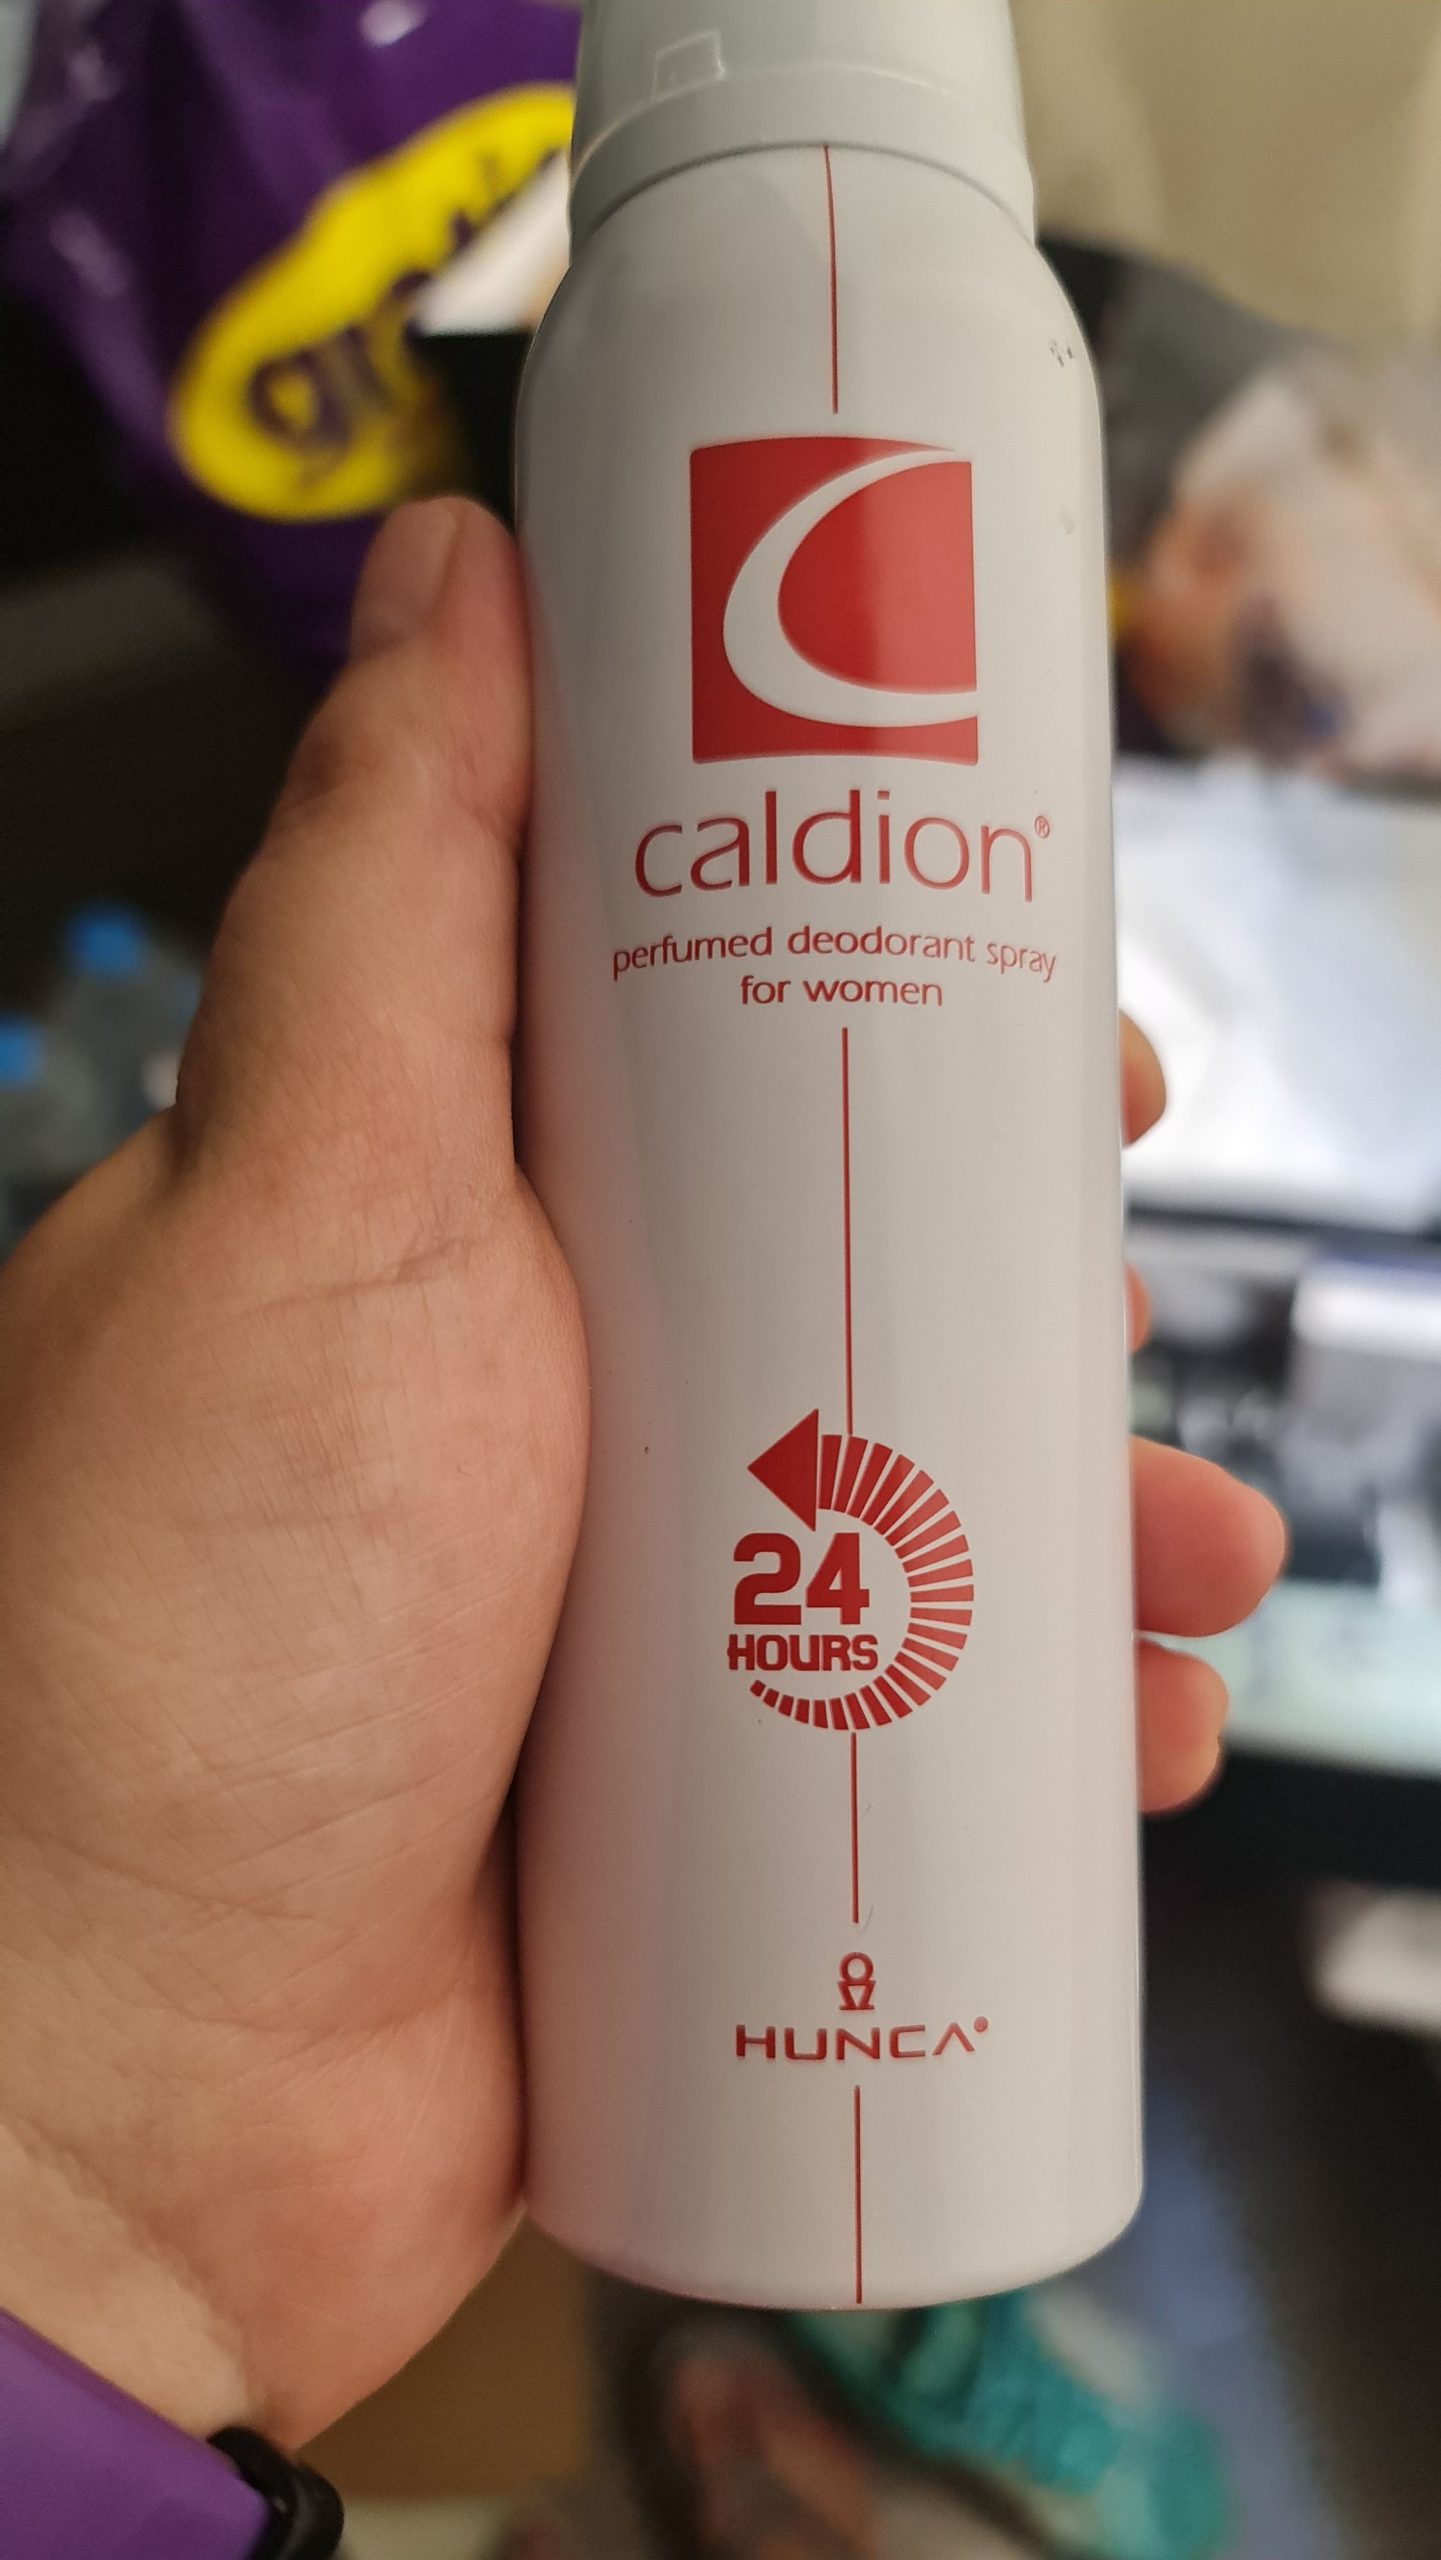 caldion®
perfumed deodorant spray
for women
24
HOURS
HUNCA®